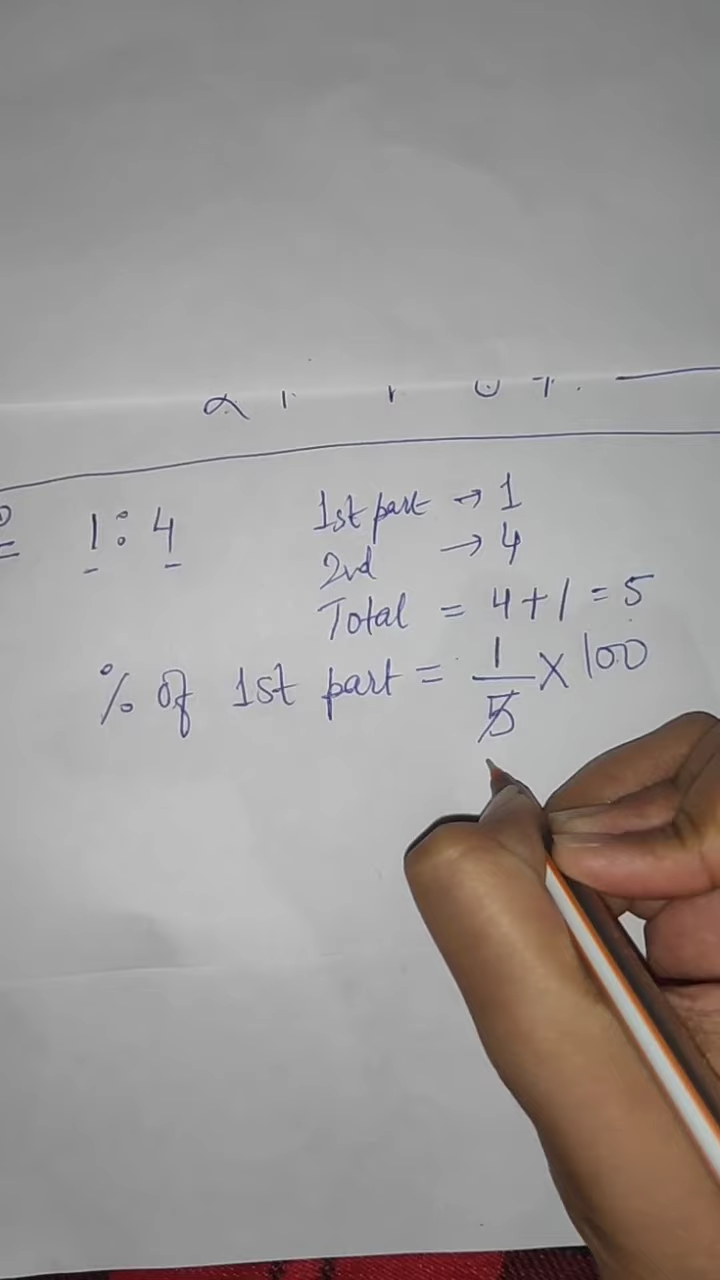 1 : 4
1st part → 1
2nd → 4
Total = 4 + 1 = 5
% of 1st part = 1/5 × 100